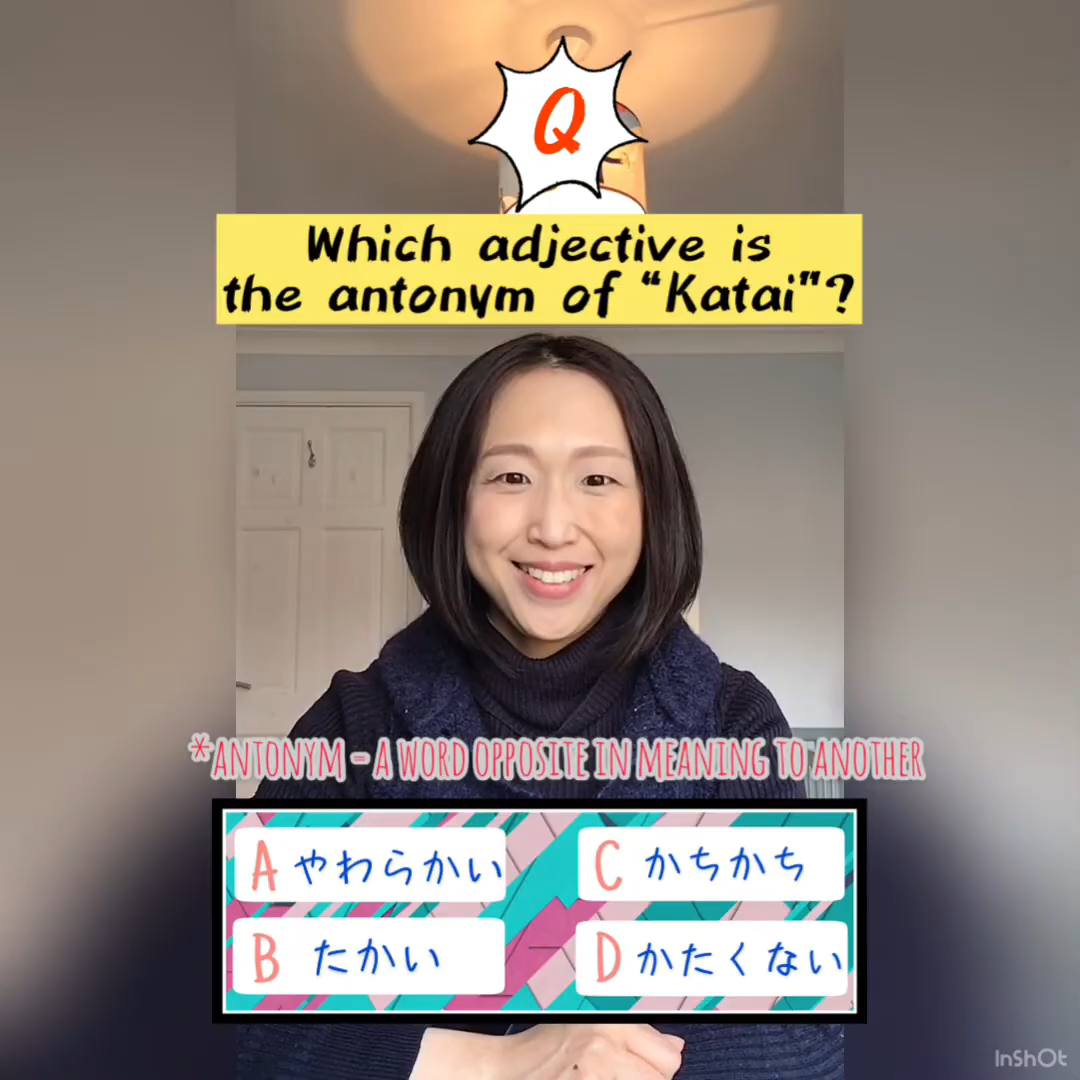 Q
Which adjective is
the antonym of “Katai”?
*ANTONYM - A WORD OPPOSITE IN MEANING TO ANOTHER
A やわらかい
C かちかち
B たかい
D かたくない
InShOt